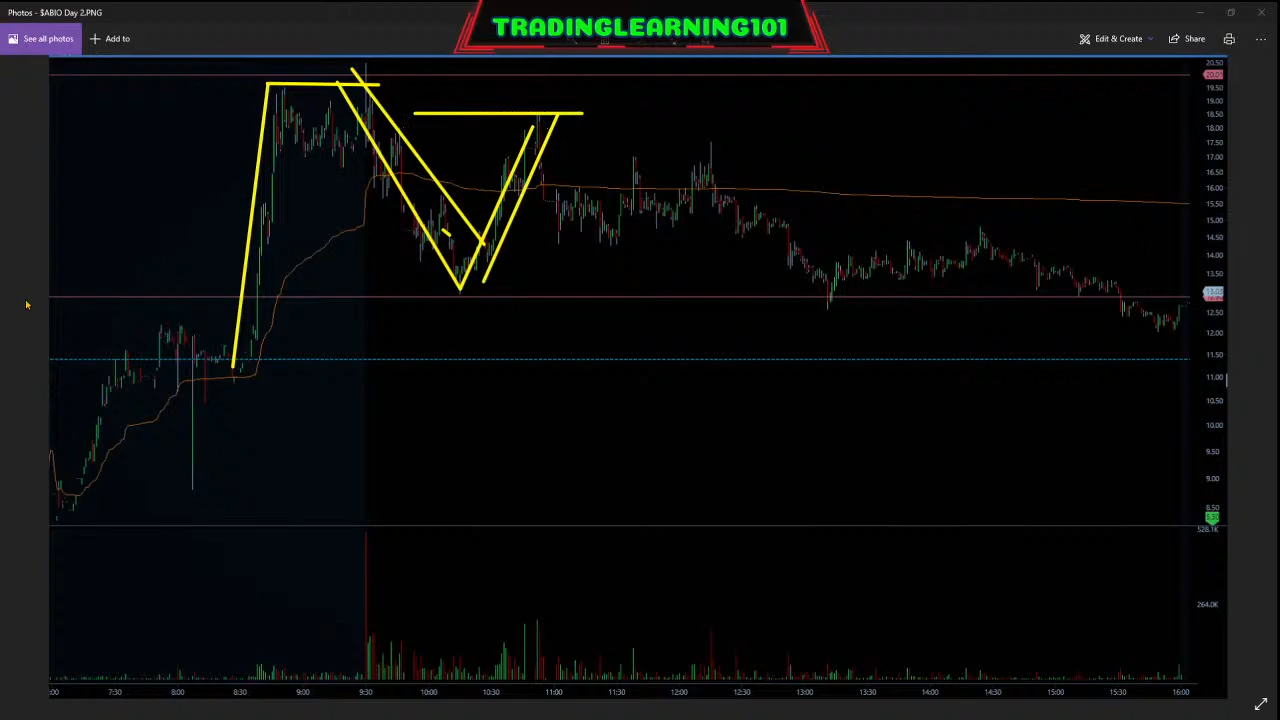 Photos - $ABIO Day 2.PNG
TRADINGLEARNING101
See all photos
Add to
Edit & Create
Share
20.50
19.50
19.00
18.50
18.00
17.50
17.00
16.50
16.00
15.50
15.00
14.50
14.00
13.50
13.03
12.50
12.00
11.50
11.00
10.50
10.00
9.50
9.00
8.50
528.1K
264.0K
:00 7:30 8:00 8:30 9:00 9:30 10:00 10:30 11:00 11:30 12:00 12:30 13:00 13:30 14:00 14:30 15:00 15:30 16:00